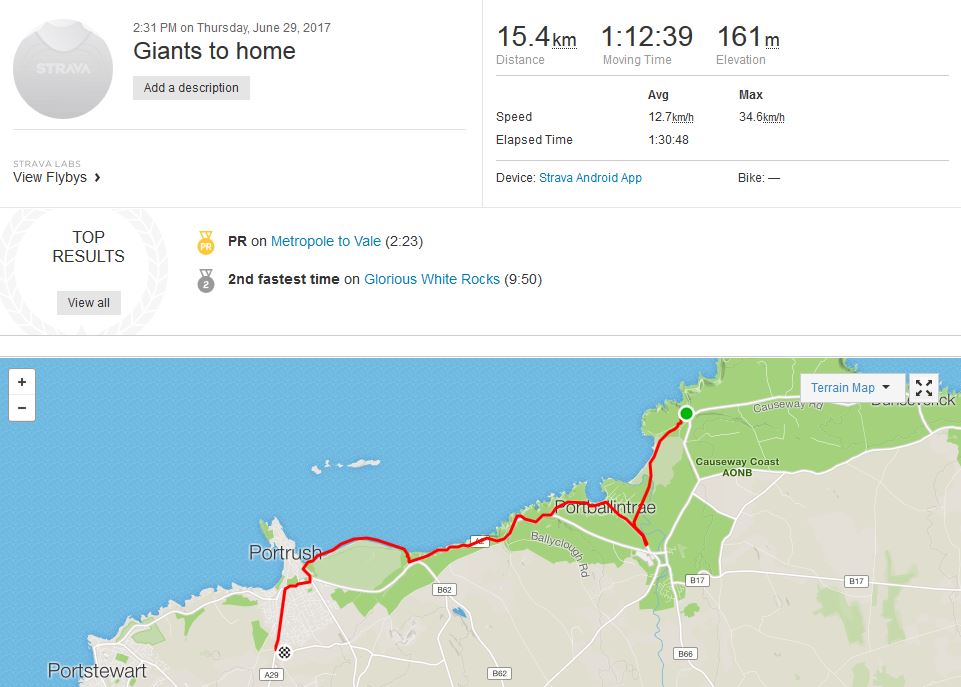 2:31 PM on Thursday, June 29, 2017
Giants to home
STRAVA
Add a description
STRAVA LABS
View Flybys
15.4km 1:12:39 161m
Distance Moving Time Elevation
Avg Max
Speed 12.7km/h 34.6km/h
Elapsed Time 1:30:48
Device: Strava Android App Bike: —
TOP
RESULTS
View all
PR
PR on Metropole to Vale (2:23)
2
2nd fastest time on Glorious White Rocks (9:50)
+
−
Terrain Map
Causeway Rd
Dunseverick
Causeway Coast
AONB
Portballintrae
Ballyclough Rd
Portrush
A2
B62
B17
B17
B66
B62
A29
Portstewart